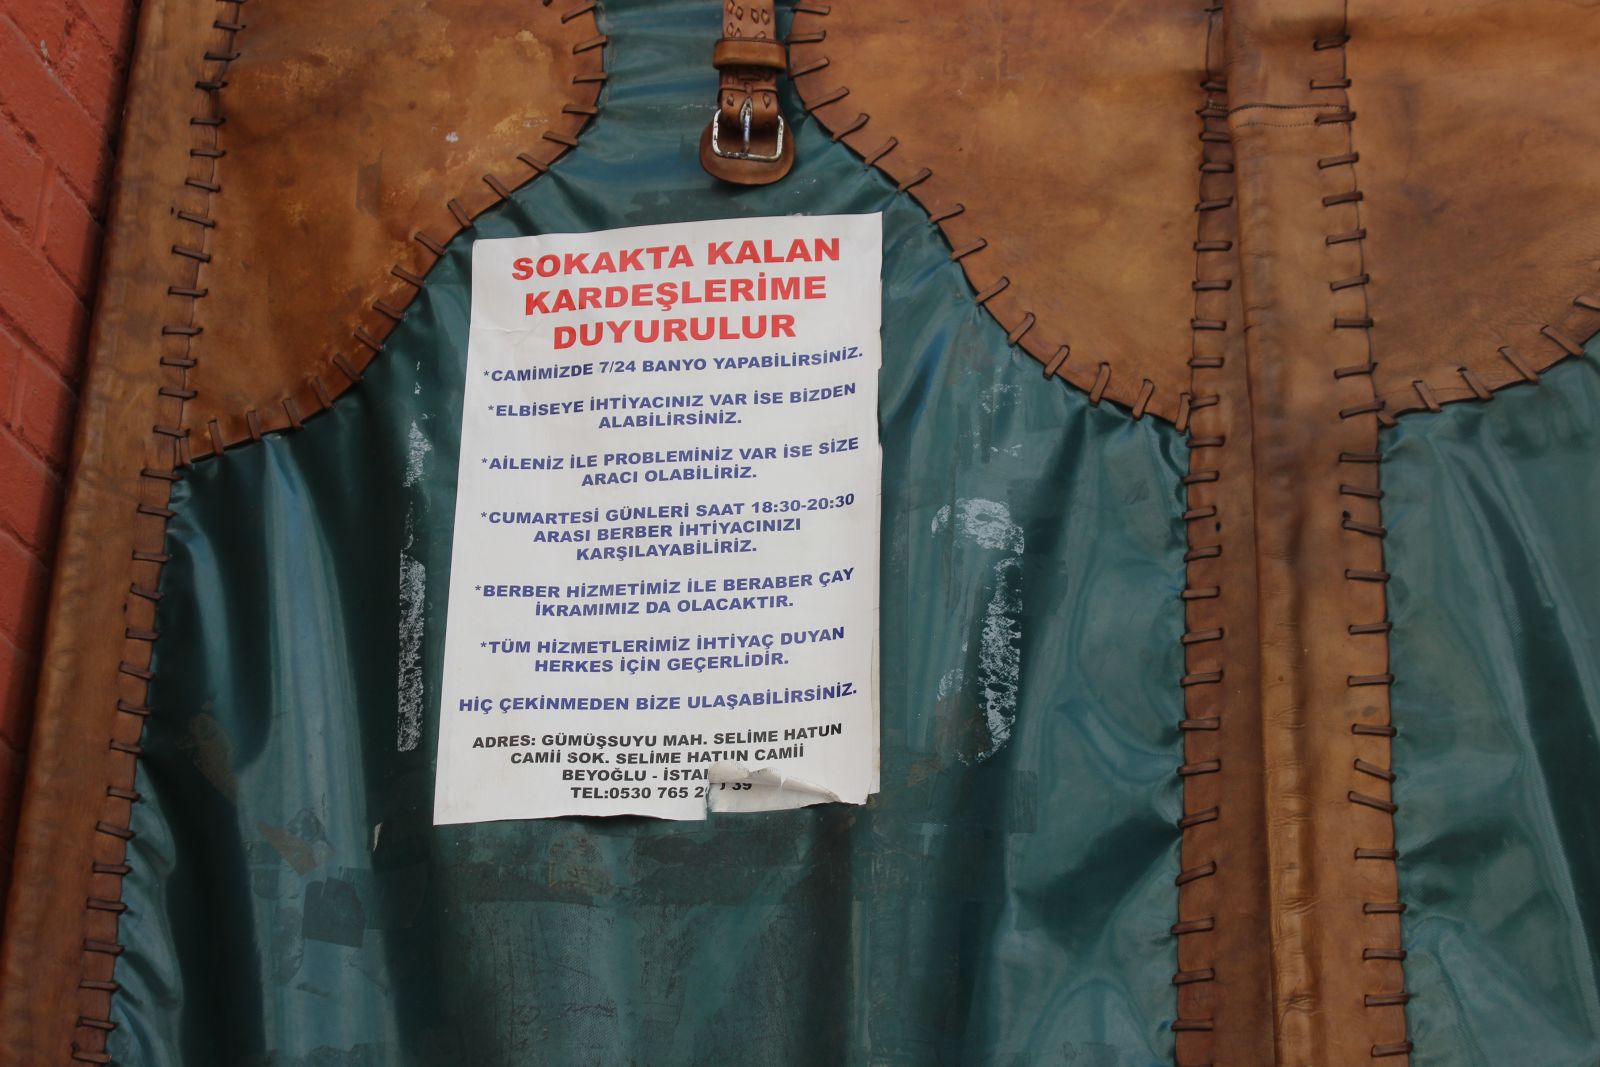 SOKAKTA KALAN
KARDEŞLERİME
DUYURULUR
*CAMİMİZDE 7/24 BANYO YAPABİLİRSİNİZ.
*ELBİSEYE İHTİYACINIZ VAR İSE BİZDEN
ALABİLİRSİNİZ.
*AİLENİZ İLE PROBLEMİNİZ VAR İSE SİZE
ARACI OLABİLİRİZ.
*CUMARTESİ GÜNLERİ SAAT 18:30-20:30
ARASI BERBER İHTİYACINIZI
KARŞILAYABİLİRİZ.
*BERBER HİZMETİMİZ İLE BERABER ÇAY
İKRAMIMIZ DA OLACAKTIR.
*TÜM HİZMETLERİMİZ İHTİYAÇ DUYAN
HERKES İÇİN GEÇERLİDİR.
HİÇ ÇEKİNMEDEN BİZE ULAŞABİLİRSİNİZ.
ADRES: GÜMÜŞSUYU MAH. SELİME HATUN
CAMİİ SOK. SELİME HATUN CAMİİ
BEYOĞLU - İSTA
TEL:0530 765 2 39